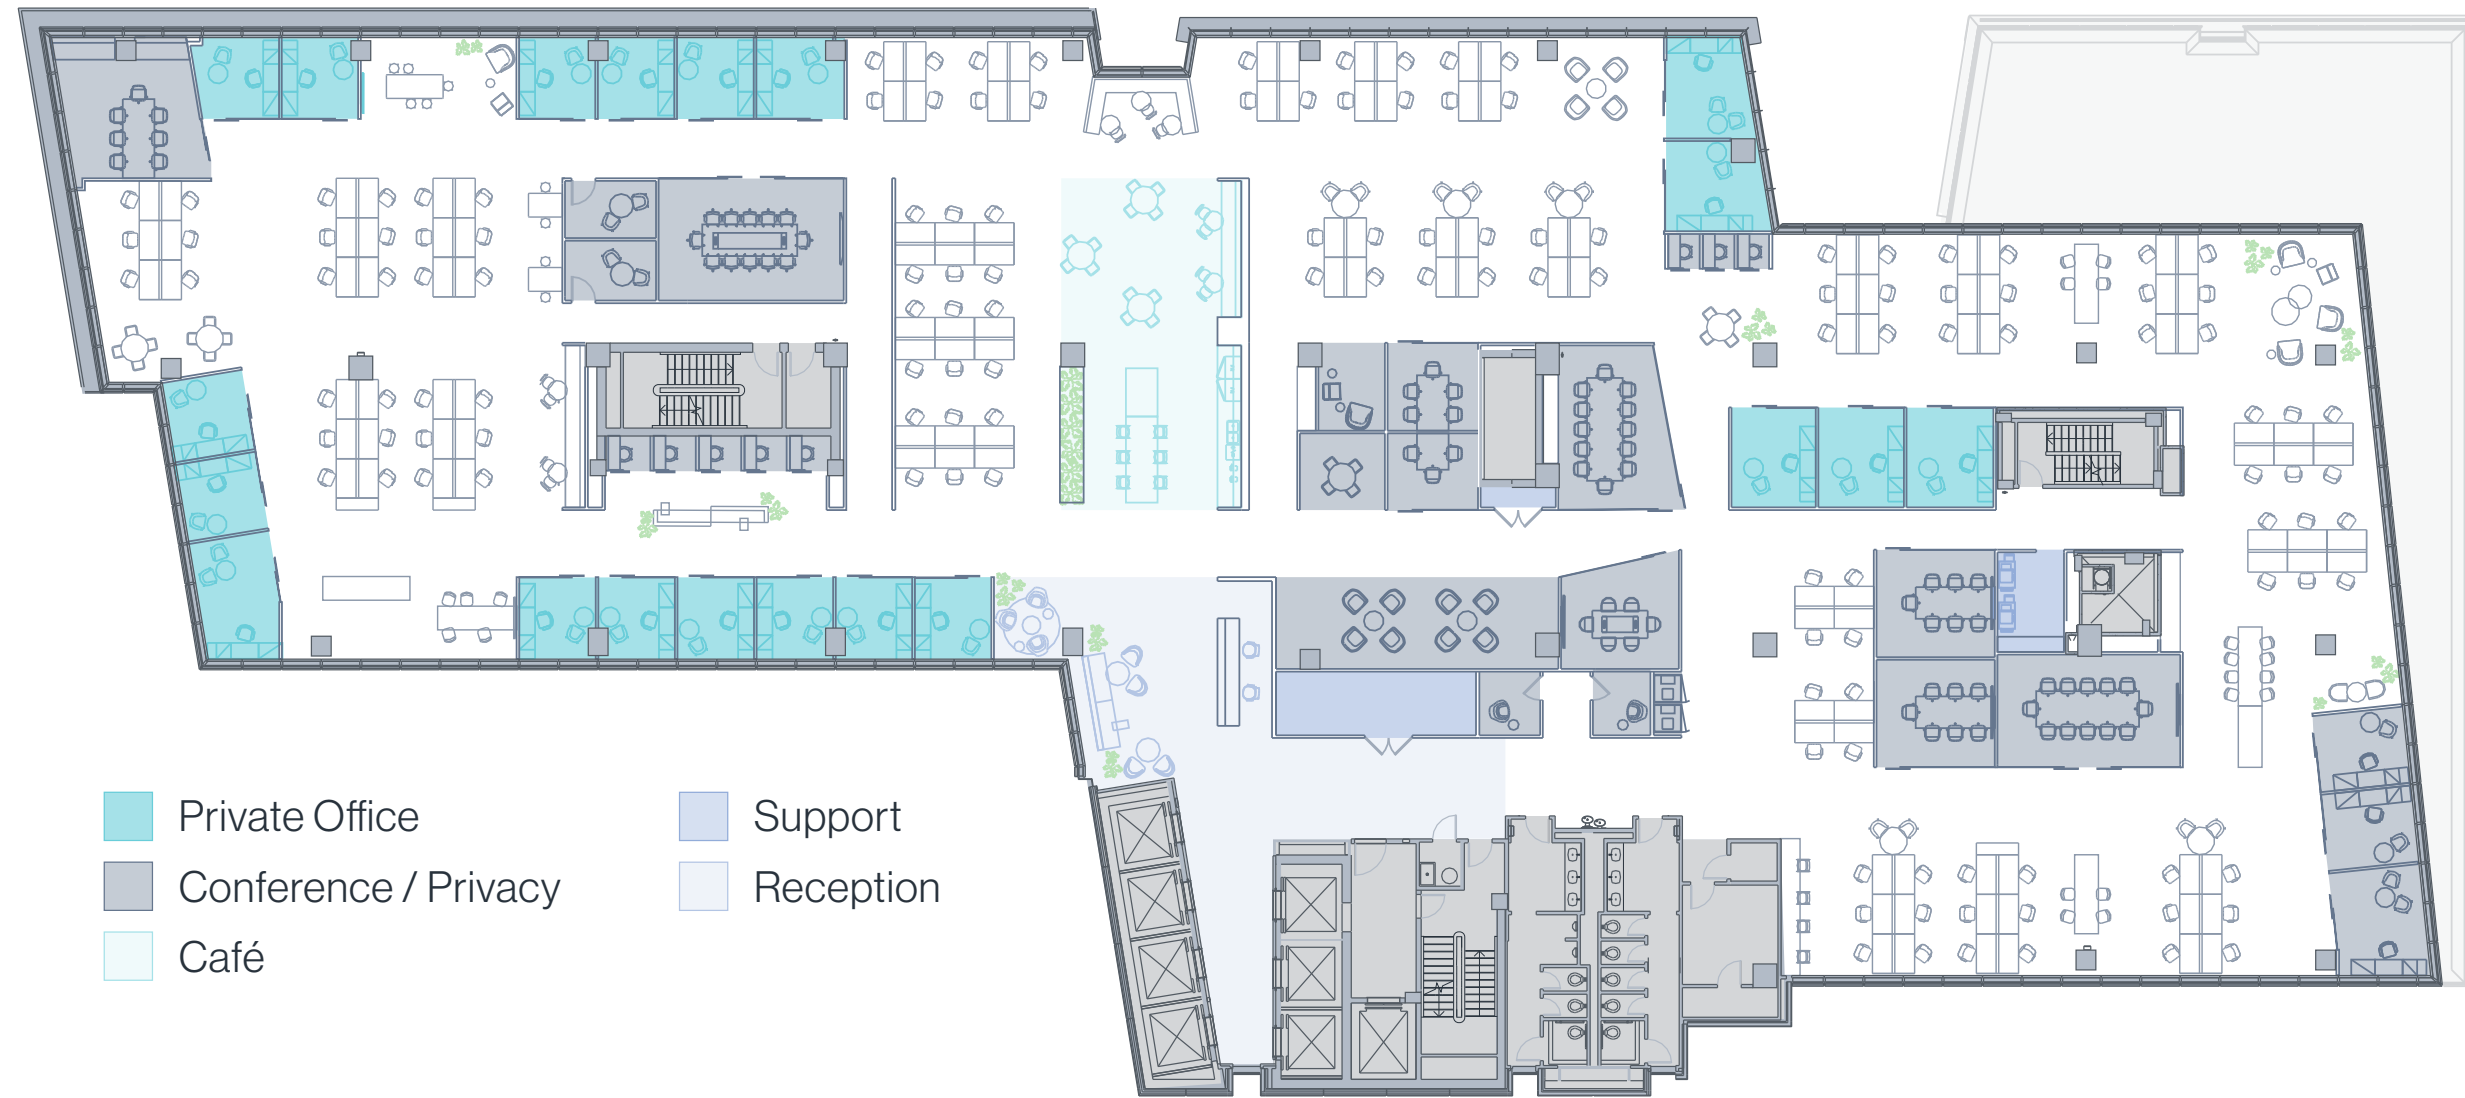 Private Office
Conference / Privacy
Café
Support
Reception